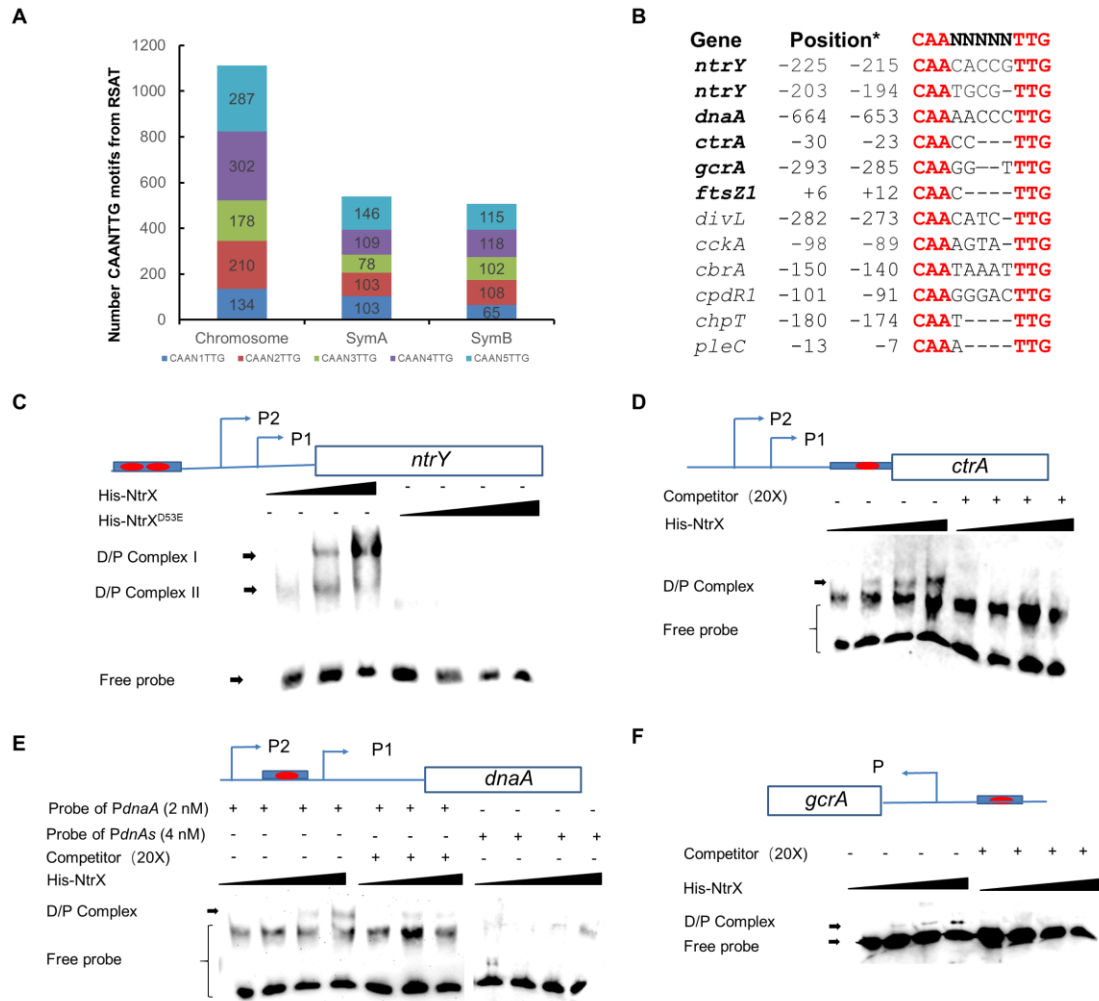 A
Number CAANTTG motifs from RSAT
1200
1000
800
600
400
200
0
287
302
178
210
134
146
109
78
103
103
115
118
102
108
65
Chromosome SymA SymB
CAAN1TTG CAAN2TTG CAAN3TTG CAAN4TTG CAAN5TTG
B
Gene Position* CAANNNNNTTG
ntrY -225 -215 CAACACCGTTG
ntrY -203 -194 CAATGCG-TTG
dnaA -664 -653 CAAAACCCTTG
ctrA -30 -23 CAACC---TTG
gcrA -293 -285 CAAGG--TTTG
ftsZ1 +6 +12 CAAC----TTG
divL -282 -273 CAACATC-TTG
cckA -98 -89 CAAAGTA-TTG
cbrA -150 -140 CAATAAATTTG
cpdR1 -101 -91 CAAGGGACTTG
chpT -180 -174 CAAT----TTG
pleC -13 -7 CAAA----TTG
C
P2
P1
ntrY
His-NtrX - - - -
His-NtrXD53E - - - -
D/P Complex I
D/P Complex II
Free probe
D
P2
P1
ctrA
Competitor (20X) - - - - + + + +
His-NtrX
D/P Complex
Free probe
E
P2
P1
dnaA
Probe of PdnaA (2 nM) + + + + + + + - - - -
Probe of PdnAs (4 nM) - - - - - - - + + + +
Competitor (20X) - - - - + + + - - - -
His-NtrX
D/P Complex
Free probe
F
P
gcrA
Competitor (20X) - - - - + + + +
His-NtrX
D/P Complex
Free probe